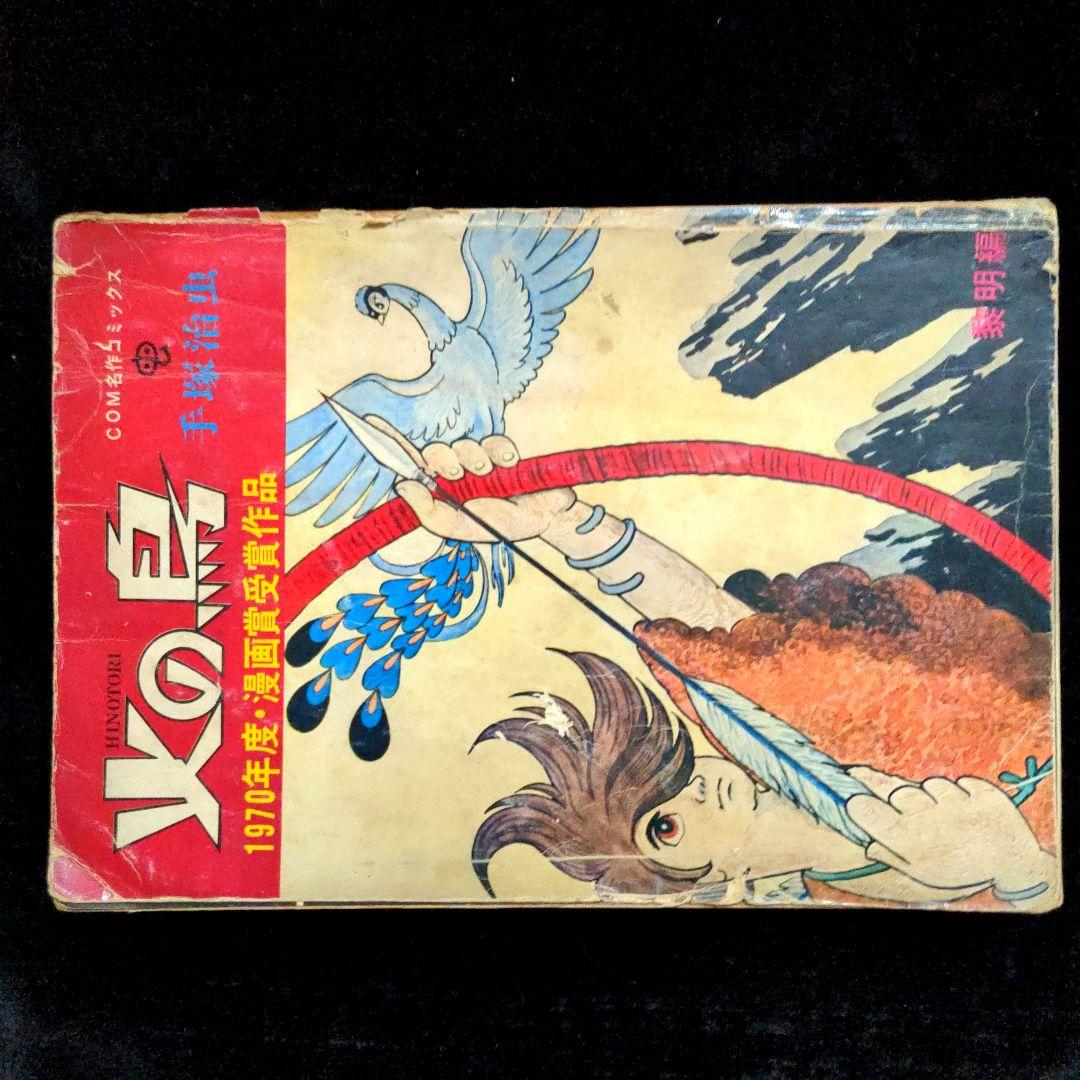 COM名作コミックス
虫
手塚治虫
HINOTORI
火の鳥
1970年度・漫画賞受賞作品
黎明編